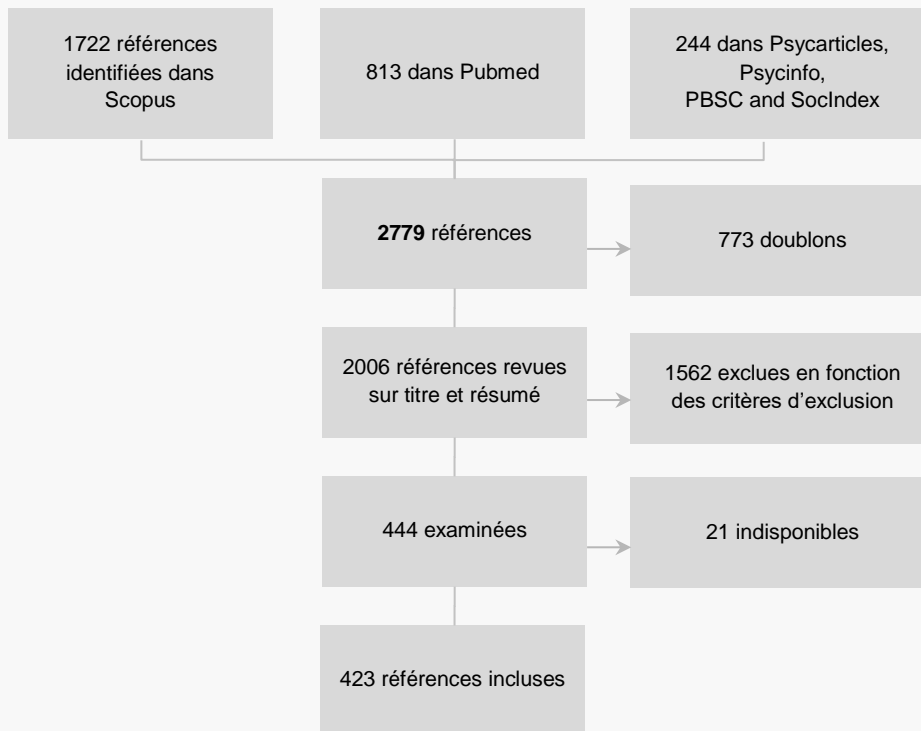 1722 références
identifiées dans
Scopus
813 dans Pubmed
244 dans Psycarticles,
Psycinfo,
PBSC and SocIndex
2779 références
773 doublons
2006 références revues
sur titre et résumé
1562 exclues en fonction
des critères d’exclusion
444 examinées
21 indisponibles
423 références incluses